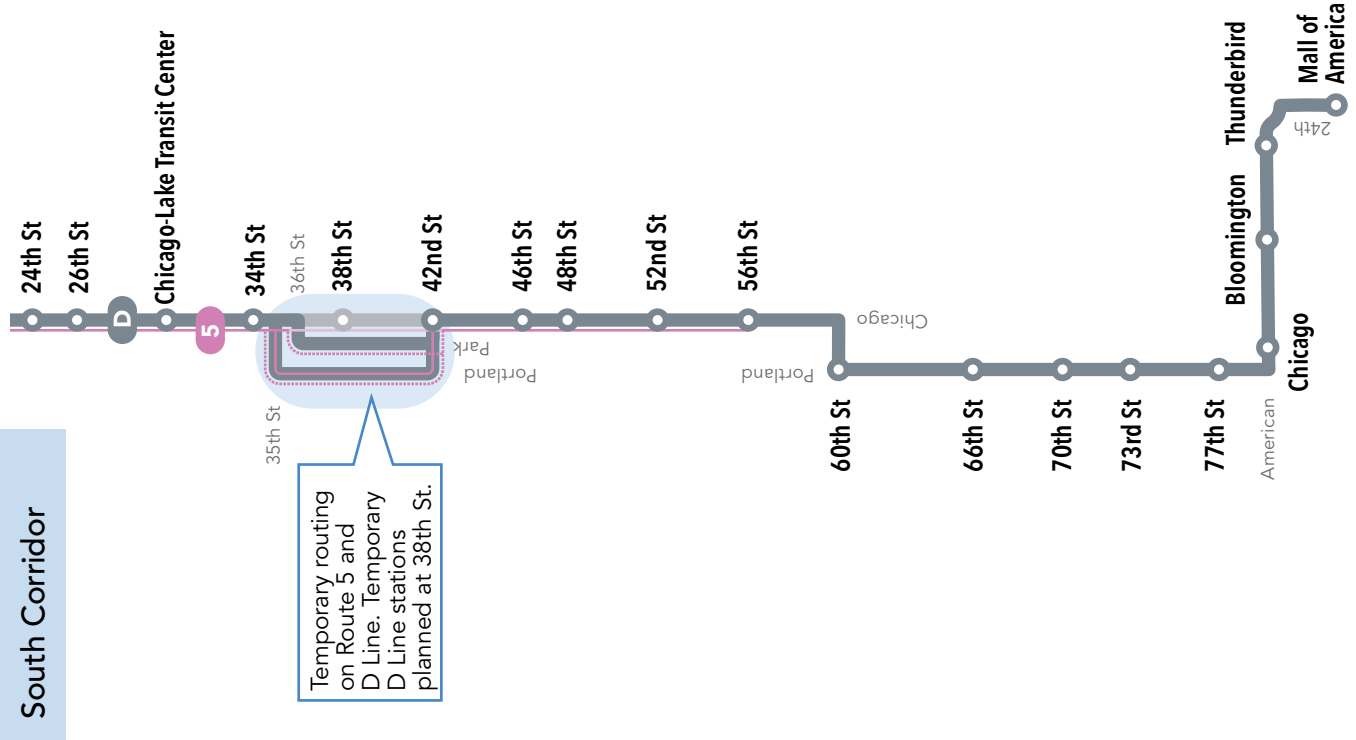 South Corridor
24th St
26th St
D
Chicago-Lake Transit Center
5
34th St
36th St
38th St
42nd St
46th St
48th St
52nd St
56th St
Chicago
Park
Portland
Portland
35th St
Temporary routing
on Route 5 and
D Line. Temporary
D Line stations
planned at 38th St.
60th St
66th St
70th St
73rd St
77th St
American
Chicago
Bloomington
Thunderbird
24th
Mall of
America